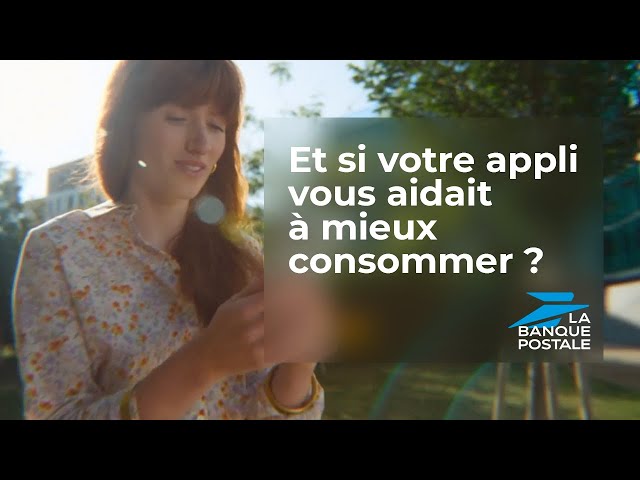 Et si votre appli
vous aidait
à mieux
consommer ?
LA
BANQUE
POSTALE